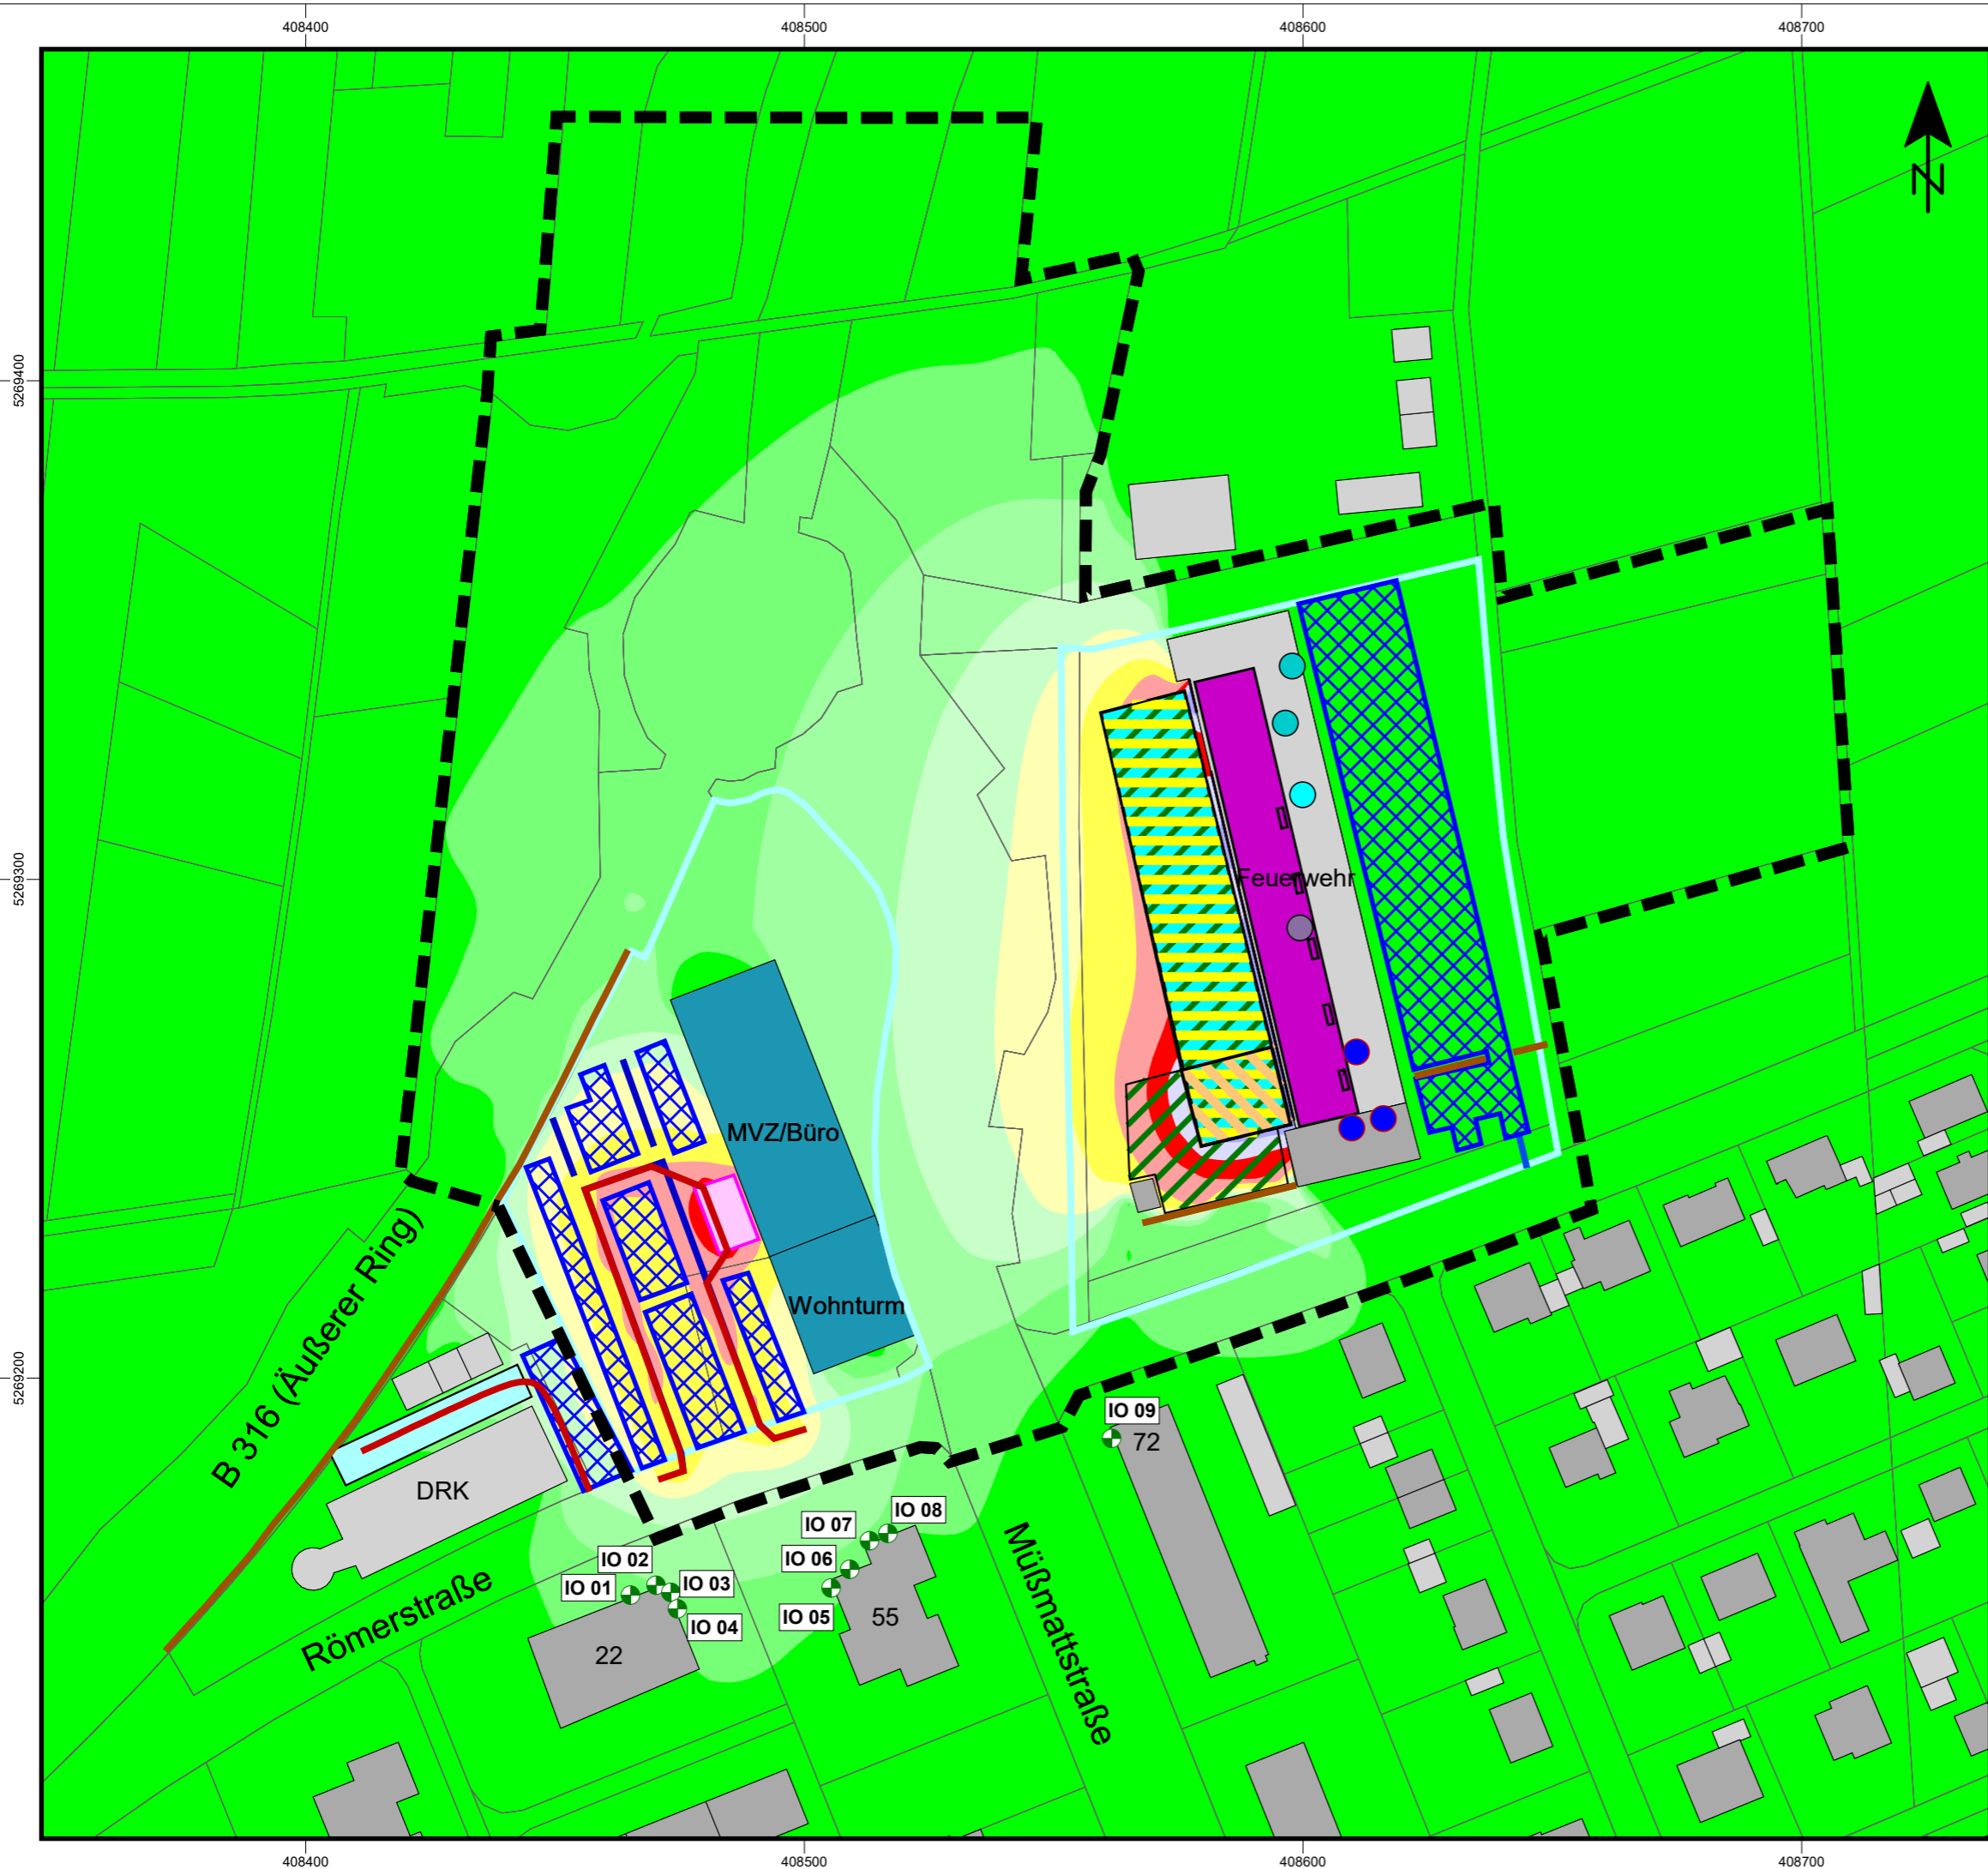 408400
408500
408600
408700
N
5269400
5269300
5269200
Feuerwehr
MVZ/Büro
Wohnturm
B 316 (Äußerer Ring)
DRK
Römerstraße
Müßmattstraße
IO 09
72
IO 08
IO 07
IO 06
IO 05
55
IO 02
IO 01
IO 03
IO 04
22
408400
408500
408600
408700